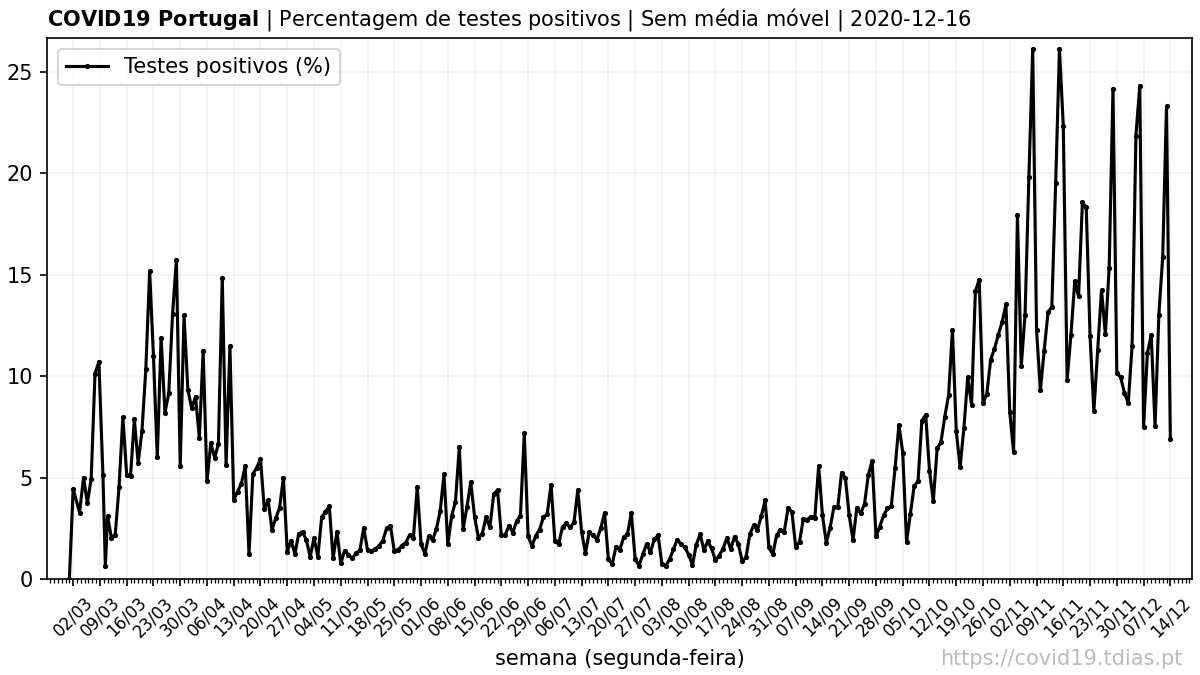 COVID19 Portugal | Percentagem de testes positivos | Sem média móvel | 2020-12-16
Testes positivos (%)
25
20
15
10
5
0
02/03 09/03 16/03 23/03 30/03 06/04 13/04 20/04 27/04 04/05 11/05 18/05 25/05 01/06 08/06 15/06 22/06 29/06 06/07 13/07 20/07 27/07 03/08 10/08 17/08 24/08 31/08 07/09 14/09 21/09 28/09 05/10 12/10 19/10 26/10 02/11 09/11 16/11 23/11 30/11 07/12 14/12
semana (segunda-feira)
https://covid19.tdias.pt